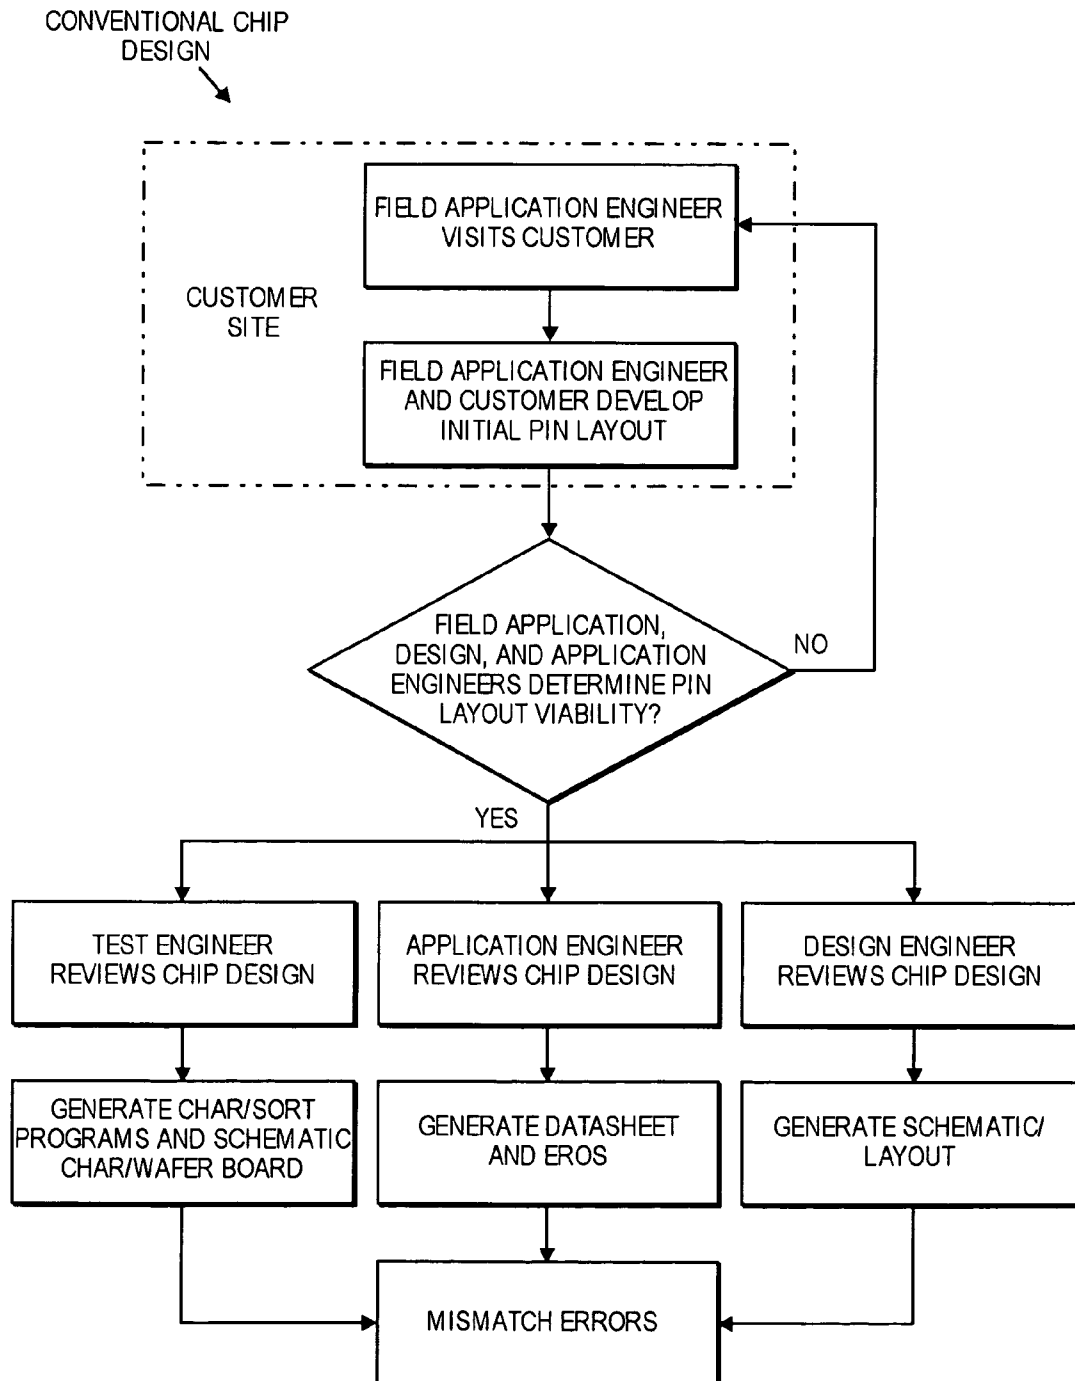 CONVENTIONAL CHIP
DESIGN
FIELD APPLICATION ENGINEER
VISITS CUSTOMER
CUSTOMER
SITE
FIELD APPLICATION ENGINEER
AND CUSTOMER DEVELOP
INITIAL PIN LAYOUT
FIELD APPLICATION,
DESIGN, AND APPLICATION
ENGINEERS DETERMINE PIN
LAYOUT VIABILITY?
NO
YES
TEST ENGINEER
REVIEWS CHIP DESIGN
APPLICATION ENGINEER
REVIEWS CHIP DESIGN
DESIGN ENGINEER
REVIEWS CHIP DESIGN
GENERATE CHAR/SORT
PROGRAMS AND SCHEMATIC
CHAR/WAFER BOARD
GENERATE DATASHEET
AND EROS
GENERATE SCHEMATIC/
LAYOUT
MISMATCH ERRORS